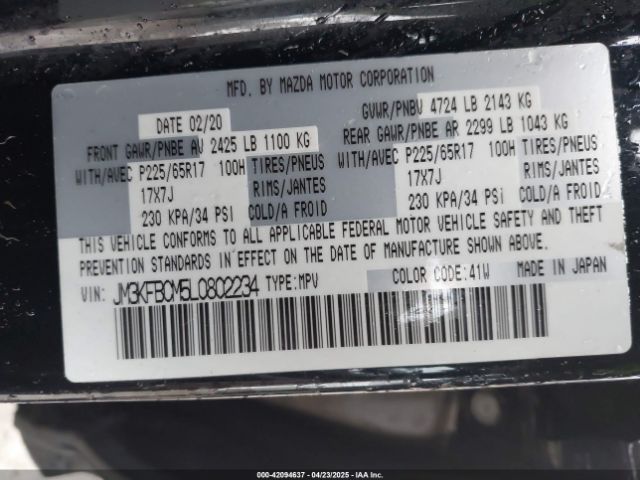 MFD. BY MAZDA MOTOR CORPORATION
DATE 02/20 GVWR/PNBV 4724 LB 2143 KG
FRONT GAWR/PNBE AV 2425 LB 1100 KG REAR GAWR/PNBE AR 2299 LB 1043 KG
WITH/AVEC P225/65R17 100H TIRES/PNEUS WITH/AVEC P225/65R17 100H TIRES/PNEUS
17X7J RIMS/JANTES 17X7J RIMS/JANTES
230 KPA/34 PSI COLD/A FROID 230 KPA/34 PSI COLD/A FROID
THIS VEHICLE CONFORMS TO ALL APPLICABLE FEDERAL MOTOR VEHICLE SAFETY AND THEFT
PREVENTION STANDARDS IN EFFECT ON THE DATE OF MANUFACTURE SHOWN ABOVE.
VIN: JM3KFBCM5L0802234 TYPE:MPV COLOR CODE:41W MADE IN JAPAN
000-42094637 - 04/23/2025 - IAAI.COM